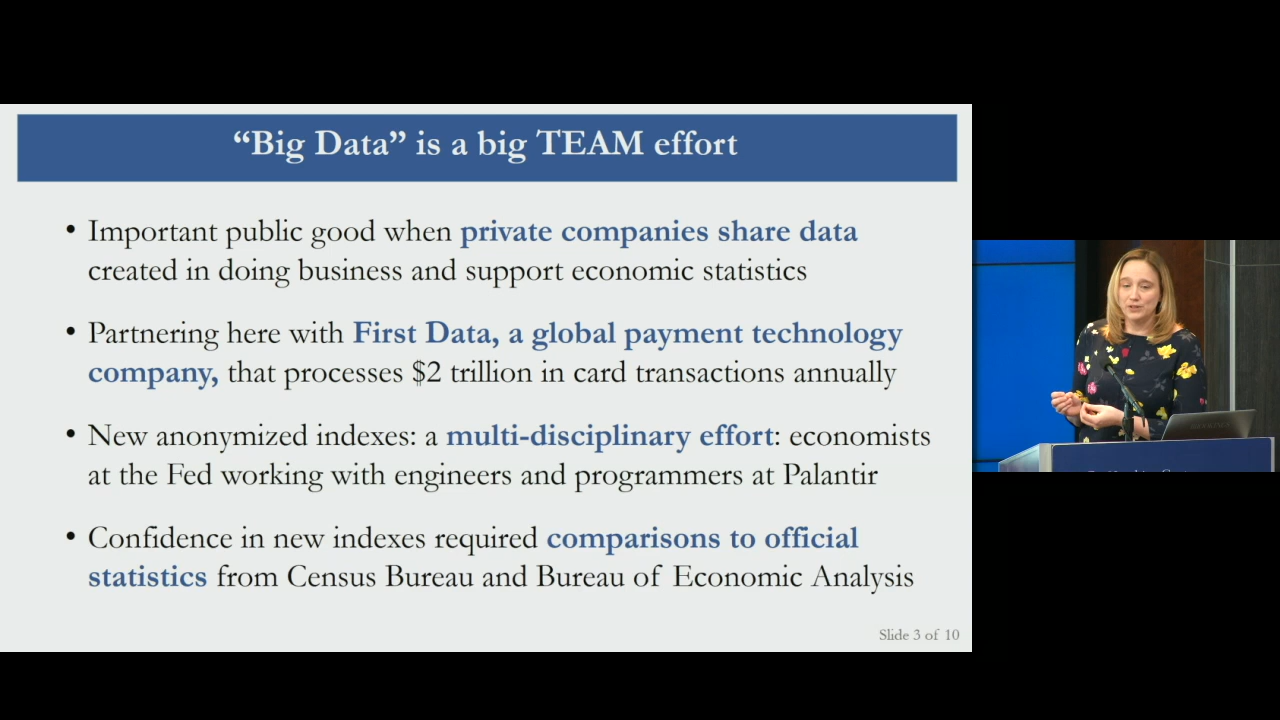 “Big Data” is a big TEAM effort
• Important public good when private companies share data
created in doing business and support economic statistics
• Partnering here with First Data, a global payment technology
company, that processes $2 trillion in card transactions annually
• New anonymized indexes: a multi-disciplinary effort: economists
at the Fed working with engineers and programmers at Palantir
• Confidence in new indexes required comparisons to official
statistics from Census Bureau and Bureau of Economic Analysis
Slide 3 of 10